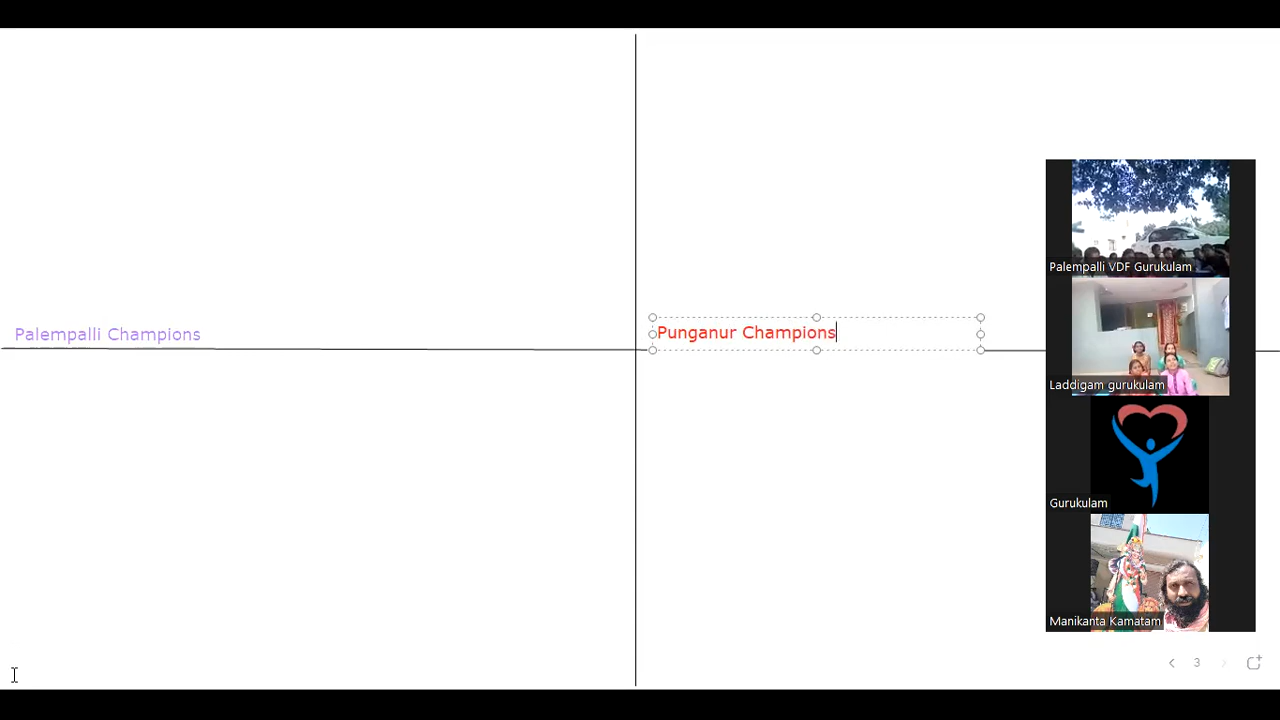 Palempalli Champions
Punganur Champions
Palempalli VDF Gurukulam
Laddigam gurukulam
Gurukulam
Manikanta Kamatam
3